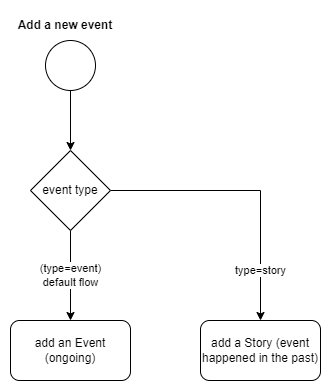 Add a new event
event type
(type=event)
default flow
type=story
add an Event
(ongoing)
add a Story (event
happened in the past)